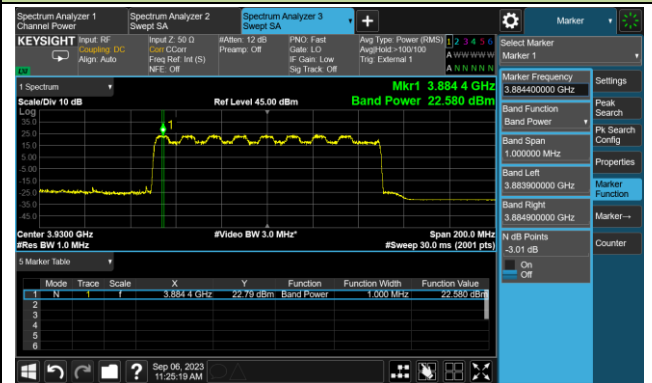 Spectrum Analyzer 1
Channel Power
Spectrum Analyzer 2
Swept SA
Spectrum Analyzer 3
Swept SA
Marker
KEYSIGHT
Input: RF
Coupling: DC
Align: Auto
Input Z: 50 Ω
Corr CCorr
Freq Ref: Int (S)
NFE: Off
#Atten: 12 dB
Preamp: Off
PNO: Fast
Gate: LO
IF Gain: Low
Sig Track: Off
Avg Type: Power (RMS)
Avg|Hold:>100/100
Trig: External 1
1 2 3 4 5 6
A W W W W W
A N N N N N
LXI
Select Marker
Marker 1
1 Spectrum
Mkr1 3.884 4 GHz
Scale/Div 10 dB
Ref Level 45.00 dBm
Band Power 22.580 dBm
Log
35.0
25.0
15.0
5.00
-5.00
-15.0
-25.0
-35.0
-45.0
1
Center 3.9300 GHz
#Video BW 3.0 MHz*
Span 200.0 MHz
#Res BW 1.0 MHz
#Sweep 30.0 ms (2001 pts)
5 Marker Table
Mode Trace Scale X Y Function Function Width Function Value
1 N 1 f 3.884 4 GHz 22.79 dBm Band Power 1.000 MHz 22.580 dBm
2
3
4
5
6
Sep 06, 2023
11:25:19 AM
Marker Frequency
3.884400000 GHz
Band Function
Band Power
Band Span
1.000000 MHz
Band Left
3.883900000 GHz
Band Right
3.884900000 GHz
N dB Points
-3.01 dB
On
Off
Settings
Peak
Search
Pk Search
Config
Properties
Marker
Function
Marker→
Counter